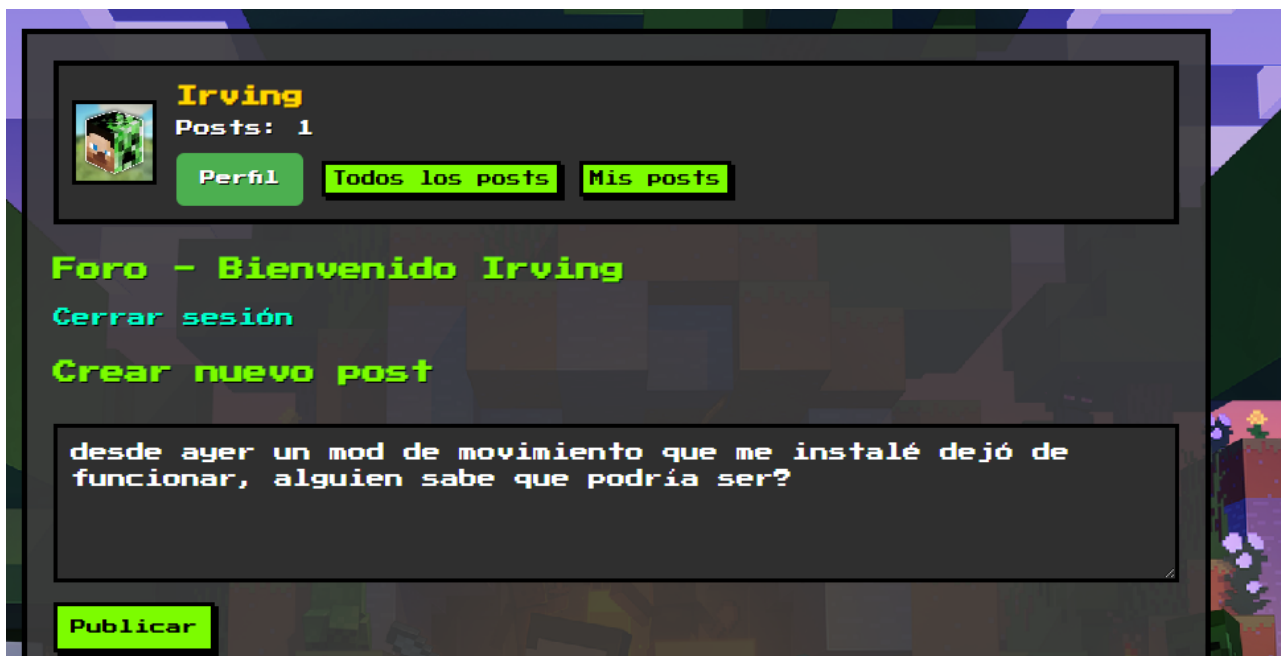 Irving
Posts: 1
Perfil
Todos los posts
Mis posts
Foro - Bienvenido Irving
Cerrar sesión
Crear nuevo post
desde ayer un mod de movimiento que me instalé dejó de
funcionar, alguien sabe que podría ser?
Publicar